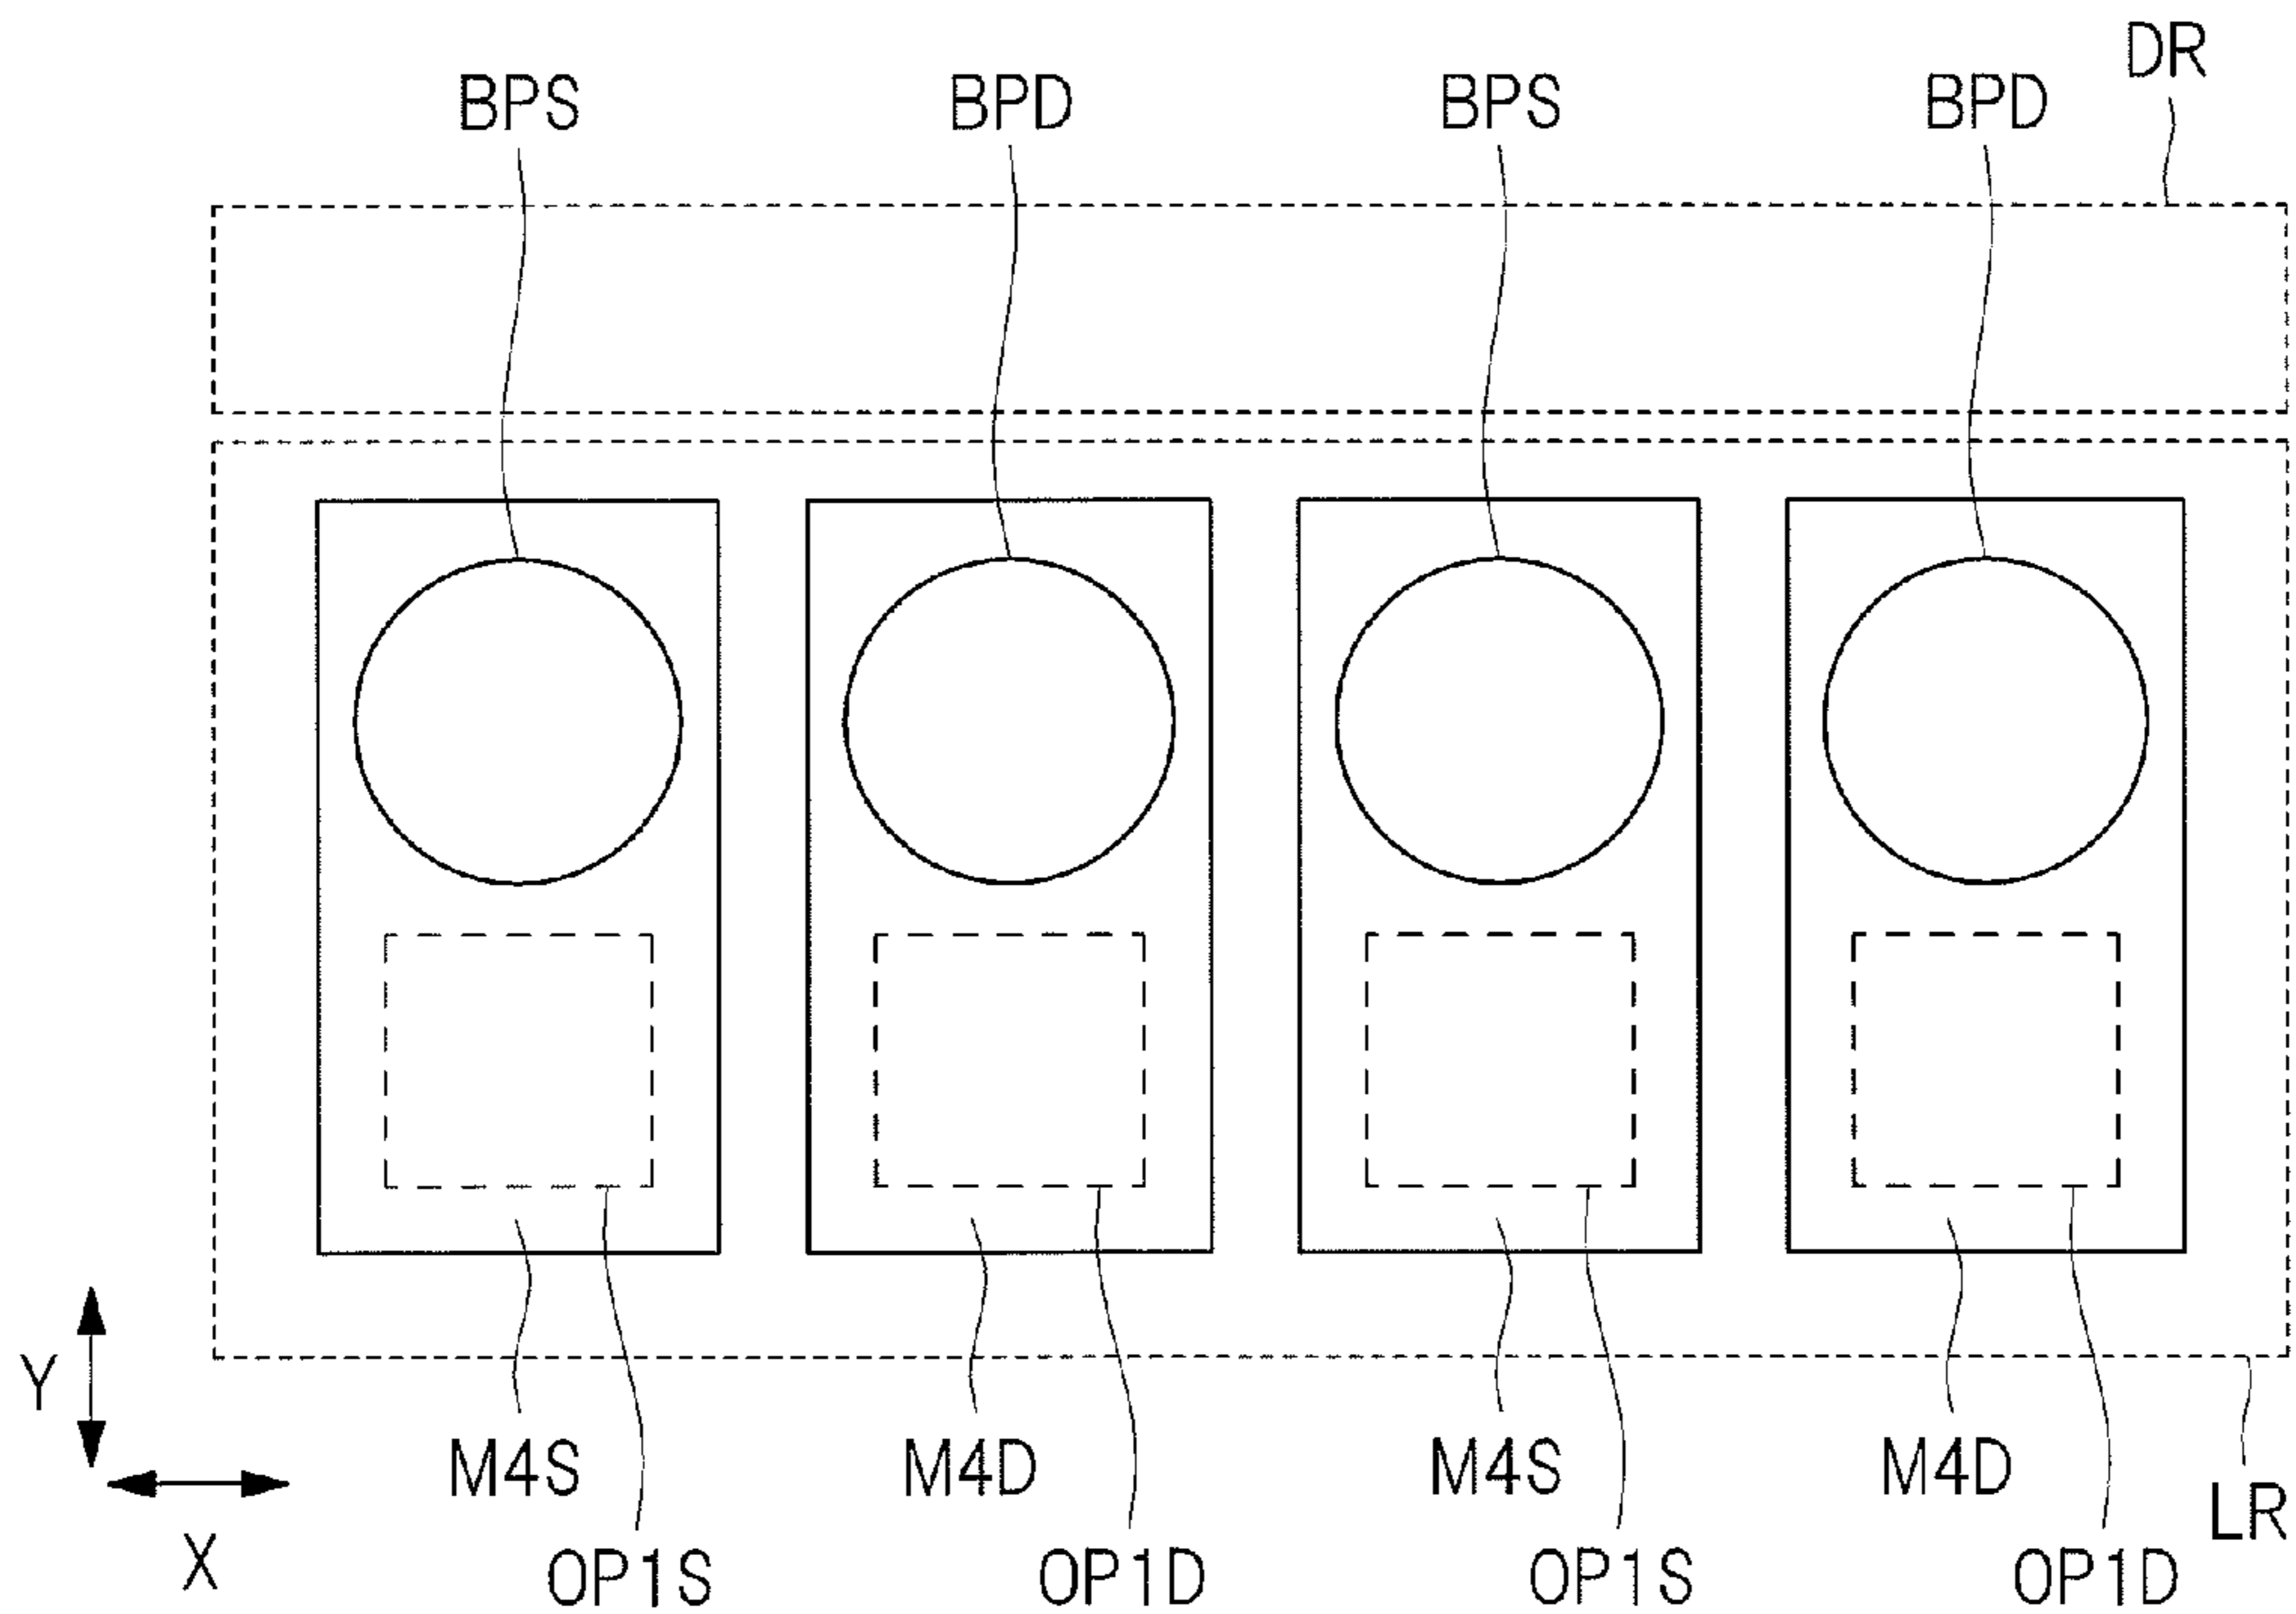 DR
BPS BPD BPS BPD
Y
M4S M4D M4S M4D
LR
X
OP1S OP1D OP1S OP1D